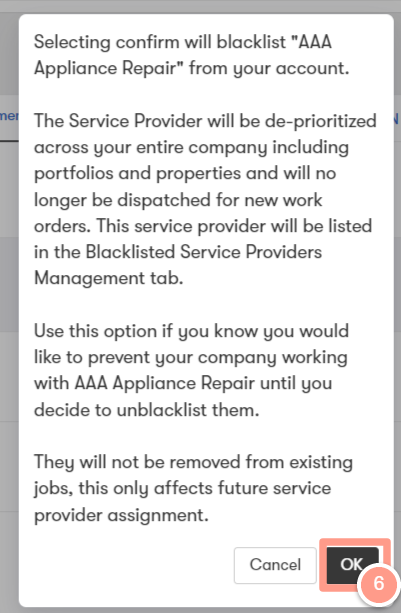 Selecting confirm will blacklist "AAA
Appliance Repair" from your account.
The Service Provider will be de-prioritized
across your entire company including
portfolios and properties and will no
longer be dispatched for new work
orders. This service provider will be listed
in the Blacklisted Service Providers
Management tab.
Use this option if you know you would
like to prevent your company working
with AAA Appliance Repair until you
decide to unblacklist them.
They will not be removed from existing
jobs, this only affects future service
provider assignment.
Cancel OK
6